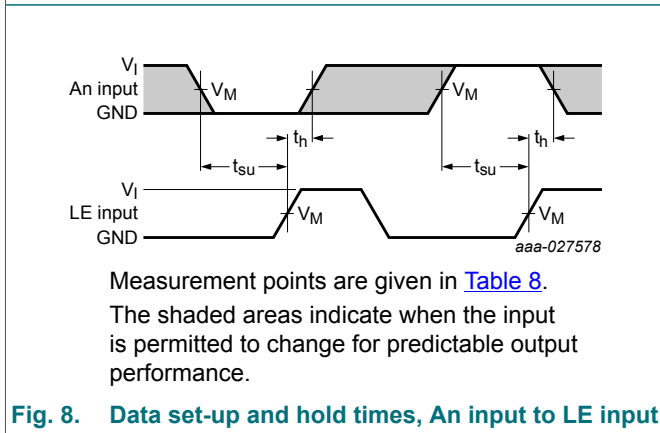 VI
An input
GND
VM
VM
th
th
tsu
tsu
VI
LE input
GND
VM
VM
aaa-027578
Measurement points are given in Table 8.
The shaded areas indicate when the input
is permitted to change for predictable output
performance.
Fig. 8. Data set-up and hold times, An input to LE input